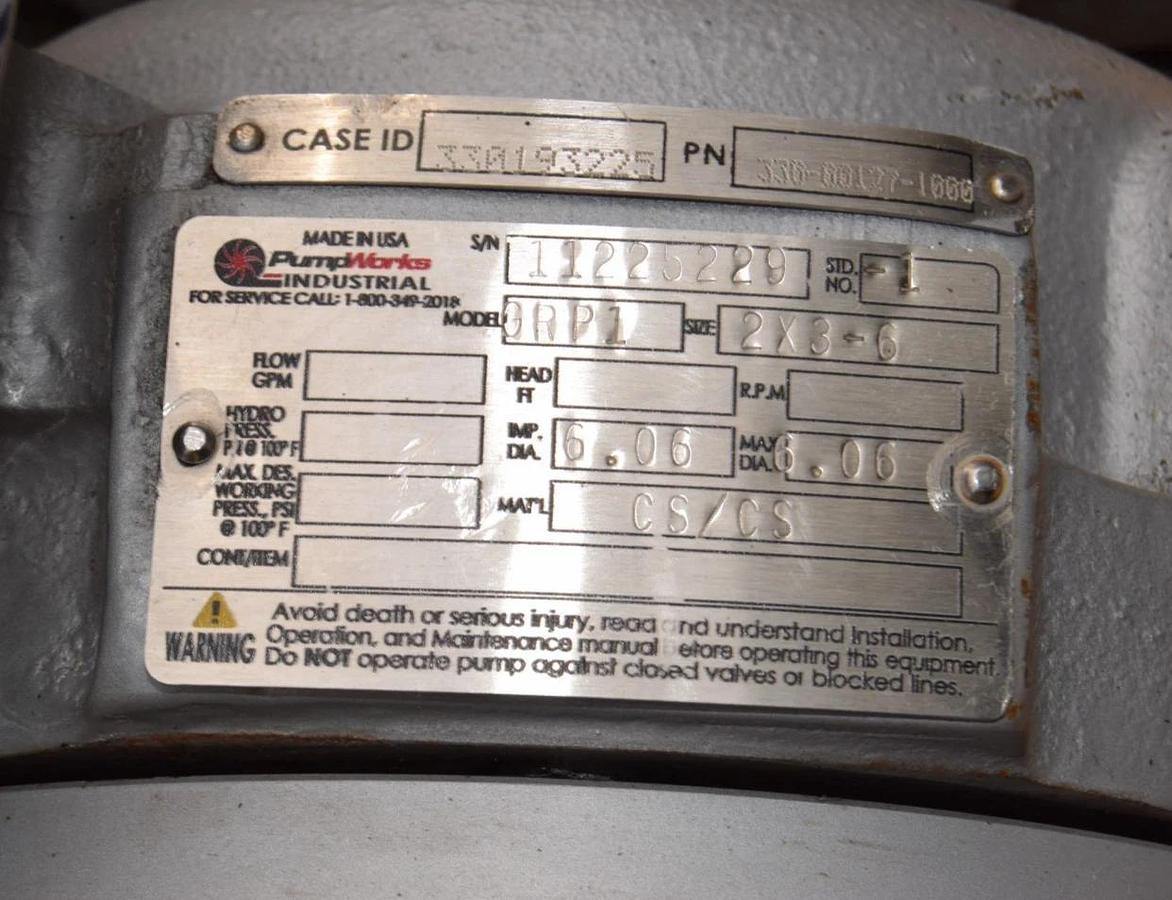 CASE ID 330193225 PN 330-00127-1000
MADE IN USA
PumpWorks
INDUSTRIAL
FOR SERVICE CALL: 1-800-349-2018
S/N 11225229 STD. NO. -1
MODEL GRP1 SIZE 2X3-6
FLOW GPM HEAD FT R.P.M
HYDRO PRESS. P.I @ 100° F IMP. DIA. 6.06 MAX DIA. 6.06
MAX. DES. WORKING PRESS., PSI @ 100° F MAT'L CS/CS
CONT/ITEM
WARNING
Avoid death or serious injury, read and understand Installation,
Operation, and Maintenance manual before operating this equipment.
Do NOT operate pump against closed valves or blocked lines.